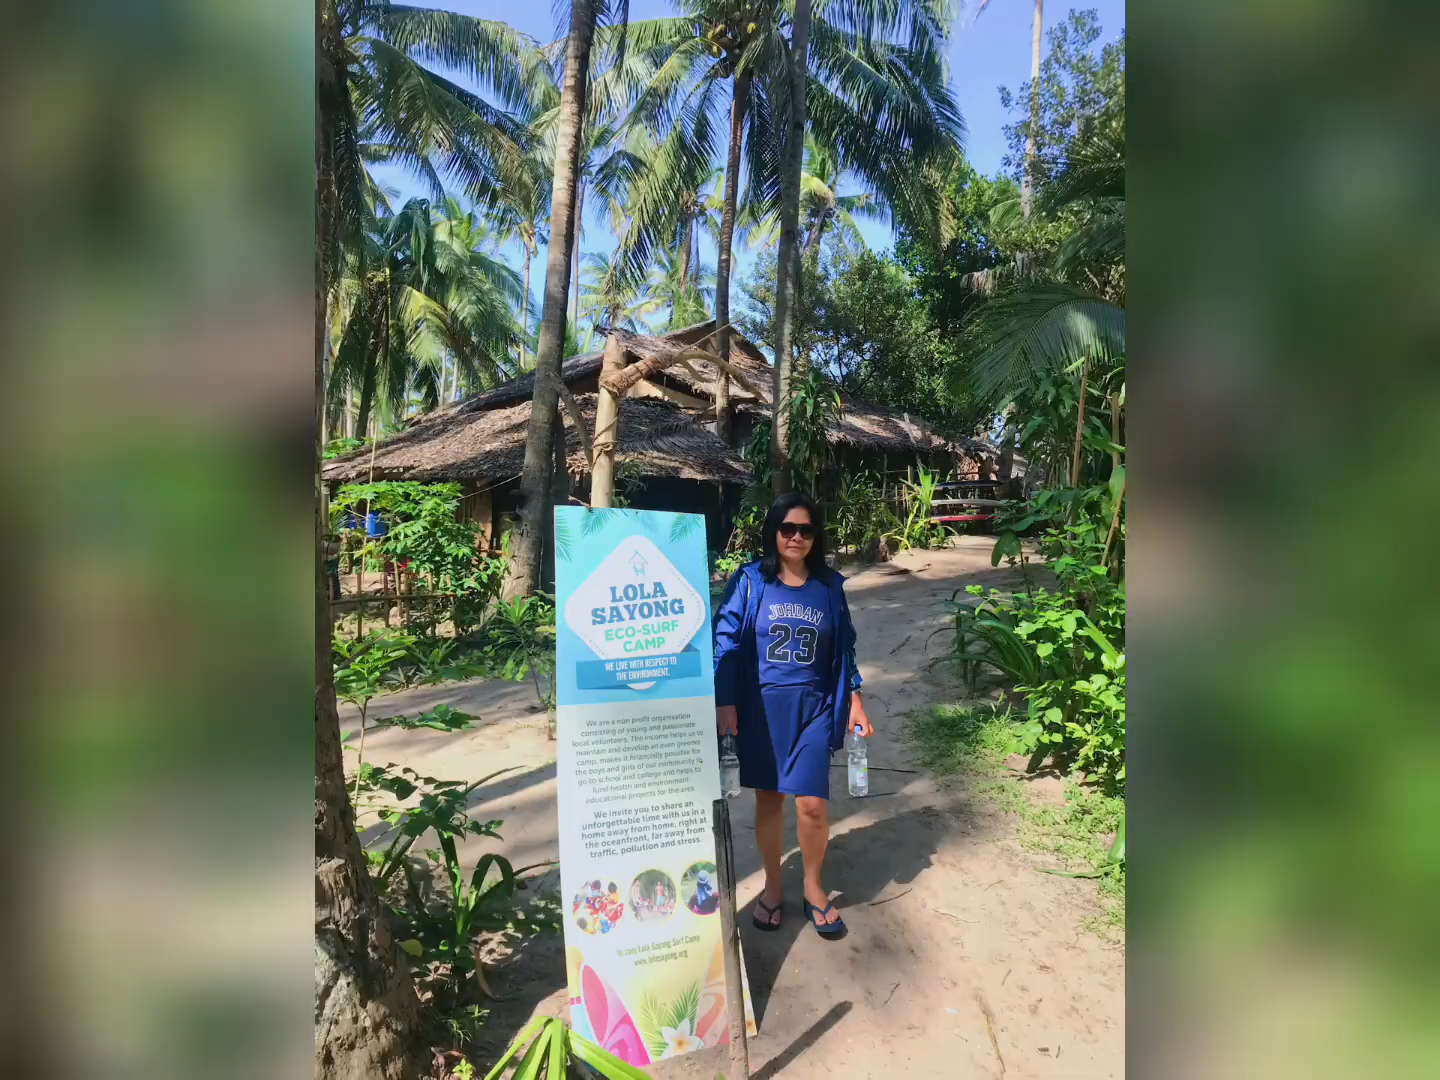 LOLA
SAYONG
ECO-SURF
CAMP
WE LIVE WITH RESPECT TO
THE ENVIRONMENT.
We are a non profit organisation
consisting of young and passionate
local volunteers. The income helps us to
maintain and develop an even greener
camp, makes it financially possible for
the boys and girls of our community to
go to school and college and helps to
fund health and environment
educational projects for the area
We invite you to share an
unforgettable time with us in a
home away from home, right at
the oceanfront, far away from
traffic, pollution and stress.
Lola Sayong Surf Camp
www.lolasayong.org
JORDAN
23